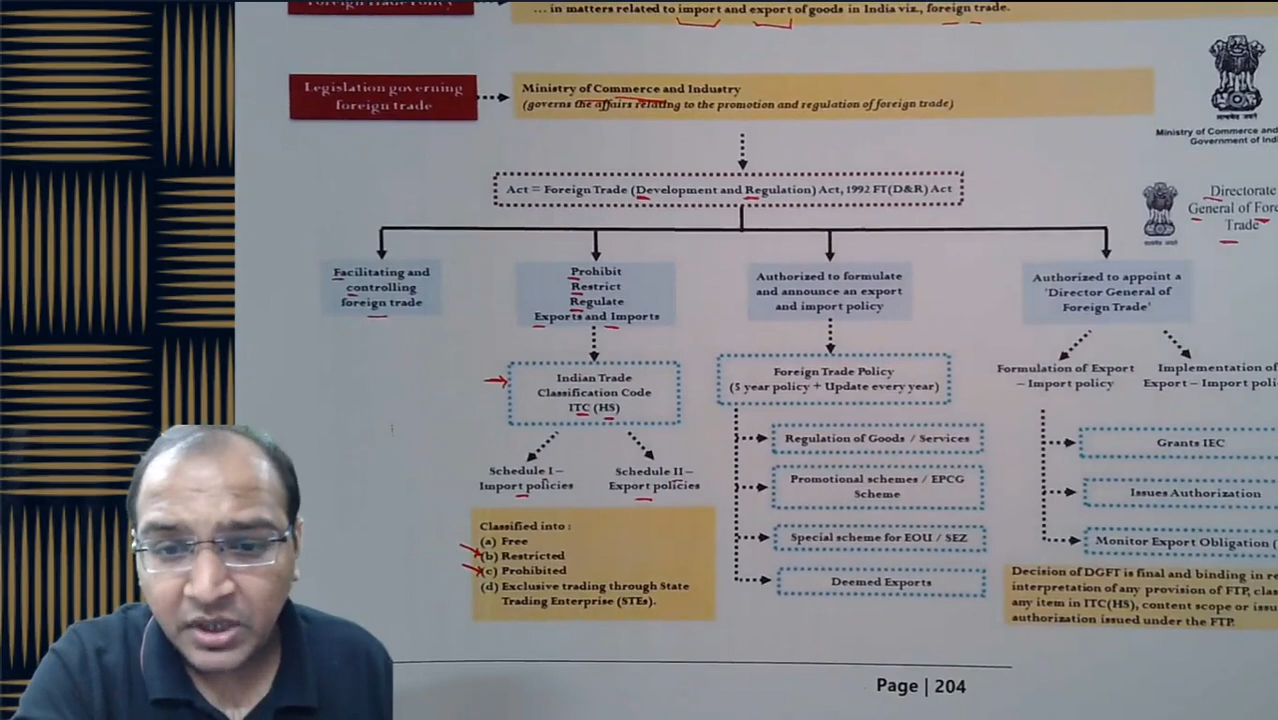 Foreign Trade Policy
… in matters related to import and export of goods in India viz., foreign trade.
Legislation governing
foreign trade
Ministry of Commerce and Industry
(governs the affairs relating to the promotion and regulation of foreign trade)
सत्यमेव जयते
Ministry of Commerce and
Government of Ind
Act = Foreign Trade (Development and Regulation) Act, 1992 FT(D&R) Act
Directorate
General of Fore
Trade
Facilitating and
controlling
foreign trade
Prohibit
Restrict
Regulate
Exports and Imports
Authorized to formulate
and announce an export
and import policy
Authorized to appoint a
'Director General of
Foreign Trade'
Indian Trade
Classification Code
ITC (HS)
Foreign Trade Policy
(5 year policy + Update every year)
Formulation of Export
– Import policy
Implementation of
Export – Import poli
Schedule I –
Import policies
Schedule II –
Export policies
Regulation of Goods / Services
Promotional schemes / EPCG
Scheme
Special scheme for EOU / SEZ
Deemed Exports
Grants IEC
Issues Authorization
Monitor Export Obligation (
Classified into :
(a) Free
(b) Restricted
(c) Prohibited
(d) Exclusive trading through State
Trading Enterprise (STEs).
Decision of DGFT is final and binding in re
interpretation of any provision of FTP, clas
any item in ITC(HS), content scope or issu
authorization issued under the FTP.
Page | 204